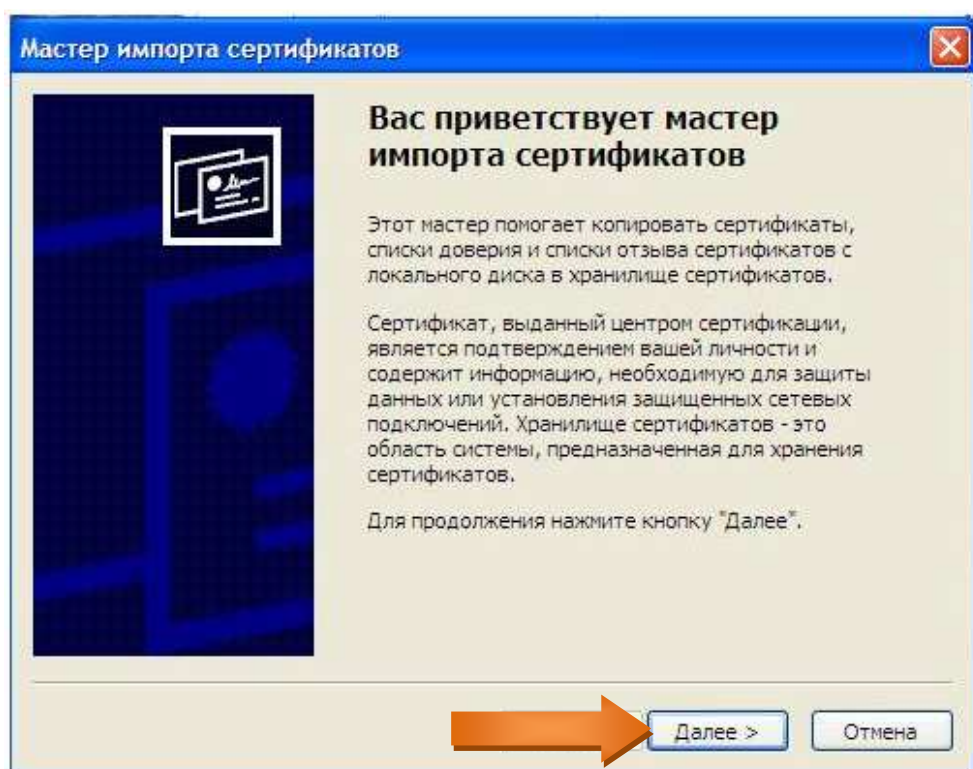 Мастер импорта сертификатов
Вас приветствует мастер
импорта сертификатов
Этот мастер помогает копировать сертификаты,
списки доверия и списки отзыва сертификатов с
локального диска в хранилище сертификатов.
Сертификат, выданный центром сертификации,
является подтверждением вашей личности и
содержит информацию, необходимую для защиты
данных или установления защищенных сетевых
подключений. Хранилище сертификатов - это
область системы, предназначенная для хранения
сертификатов.
Для продолжения нажмите кнопку "Далее".
Далее >
Отмена